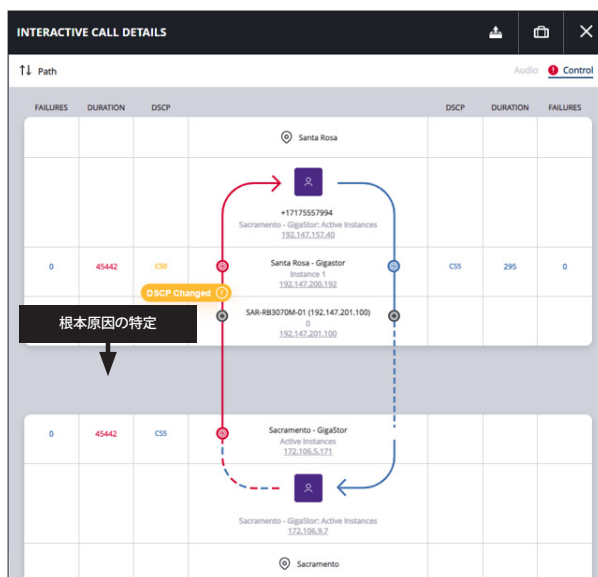 INTERACTIVE CALL DETAILS
Path
Audio
Control
FAILURES DURATION DSCP DSCP DURATION FAILURES
Santa Rosa
+17175557994
Sacramento - GigaStor: Active Instances
192.147.157.40
0 45442 CS0 Santa Rosa - Gigastor CS5 295 0
Instance 1
192.147.200.192
DSCP Changed
SAR-RB3070M-01 (192.147.201.100)
0
192.147.201.100
根本原因の特定
0 45442 CS5 Sacramento - GigaStor
Active Instances
172.106.5.171
Sacramento - GigaStor: Active Instances
172.106.9.7
Sacramento